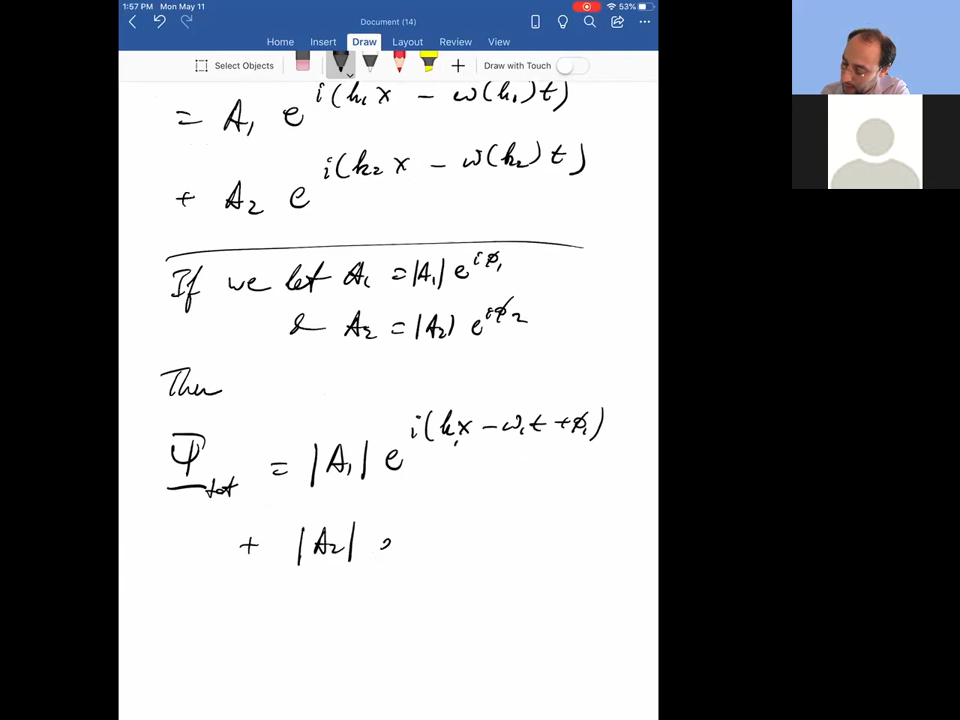 1:57 PM Mon May 11
53%
Document (14)
Home Insert Draw Layout Review View
Select Objects
Draw with Touch
= A₁ e^{i(k₁x - ω(k₁)t)}
+ A₂ e^{i(k₂x - ω(k₂)t)}
If we let A₁ = |A₁| e^{iϕ₁}
& A₂ = |A₂| e^{iϕ₂}
Then
Ψ_tot = |A₁| e^{i(k₁x - ω₁t + ϕ₁)}
+ |A₂|